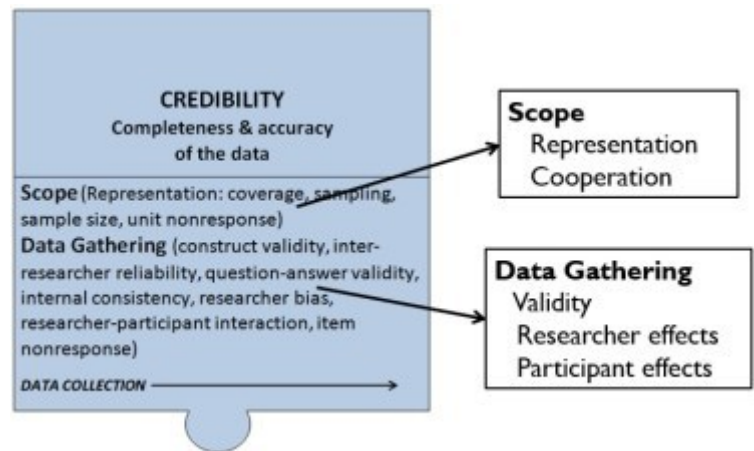 CREDIBILITY
Completeness & accuracy
of the data
Scope (Representation: coverage, sampling,
sample size, unit nonresponse)
Data Gathering (construct validity, inter-
researcher reliability, question-answer validity,
internal consistency, researcher bias,
researcher-participant interaction, item
nonresponse)
DATA COLLECTION
Scope
Representation
Cooperation
Data Gathering
Validity
Researcher effects
Participant effects